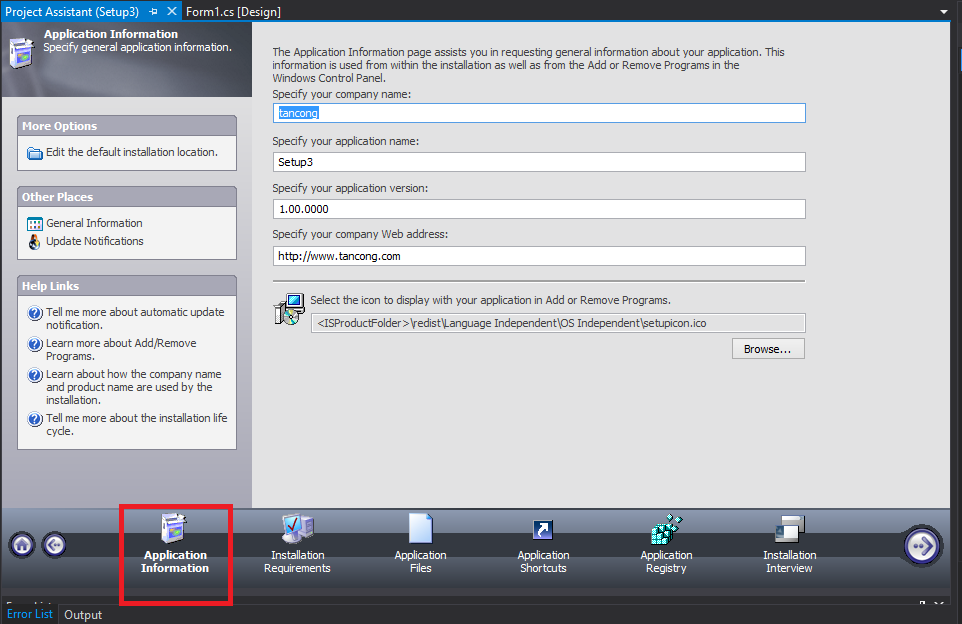 Project Assistant (Setup3)
Form1.cs [Design]
Application Information
Specify general application information.
More Options
Edit the default installation location.
Other Places
General Information
Update Notifications
Help Links
Tell me more about automatic update
notification.
Learn more about Add/Remove
Programs.
Learn about how the company name
and product name are used by the
installation.
Tell me more about the installation life
cycle.
The Application Information page assists you in requesting general information about your application. This
information is used from within the installation as well as from the Add or Remove Programs in the
Windows Control Panel.
Specify your company name:
tancong
Specify your application name:
Setup3
Specify your application version:
1.00.0000
Specify your company Web address:
http://www.tancong.com
Select the icon to display with your application in Add or Remove Programs.
<ISProductFolder>\redist\Language Independent\OS Independent\setupicon.ico
Browse...
Application
Information
Installation
Requirements
Application
Files
Application
Shortcuts
Application
Registry
Installation
Interview
Error List
Output